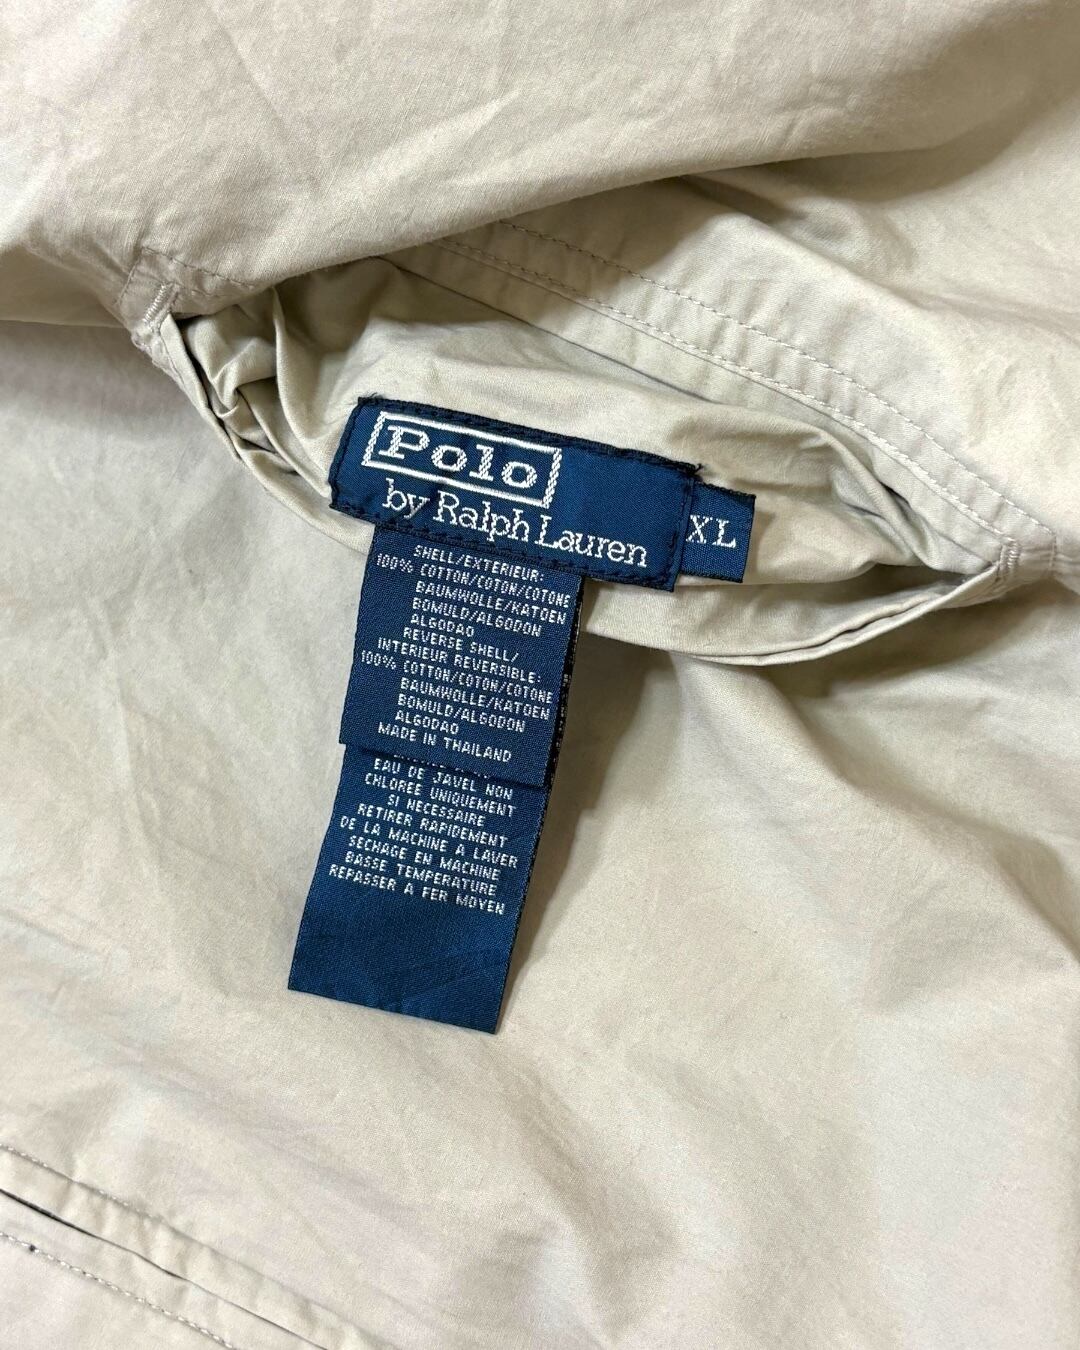 Polo
by Ralph Lauren
XL
SHELL/EXTERIEUR:
100% COTTON/COTON/COTONE
BAUMWOLLE/KATOEN
BOMULD/ALGODON
ALGODAO
REVERSE SHELL/
INTERIEUR REVERSIBLE:
100% COTTON/COTON/COTONE
BAUMWOLLE/KATOEN
BOMULD/ALGODON
ALGODAO
MADE IN THAILAND
EAU DE JAVEL NON
CHLOREE UNIQUEMENT
SI NECESSAIRE
RETIRER RAPIDEMENT
DE LA MACHINE A LAVER
SECHAGE EN MACHINE
BASSE TEMPERATURE
REPASSER A FER MOYEN